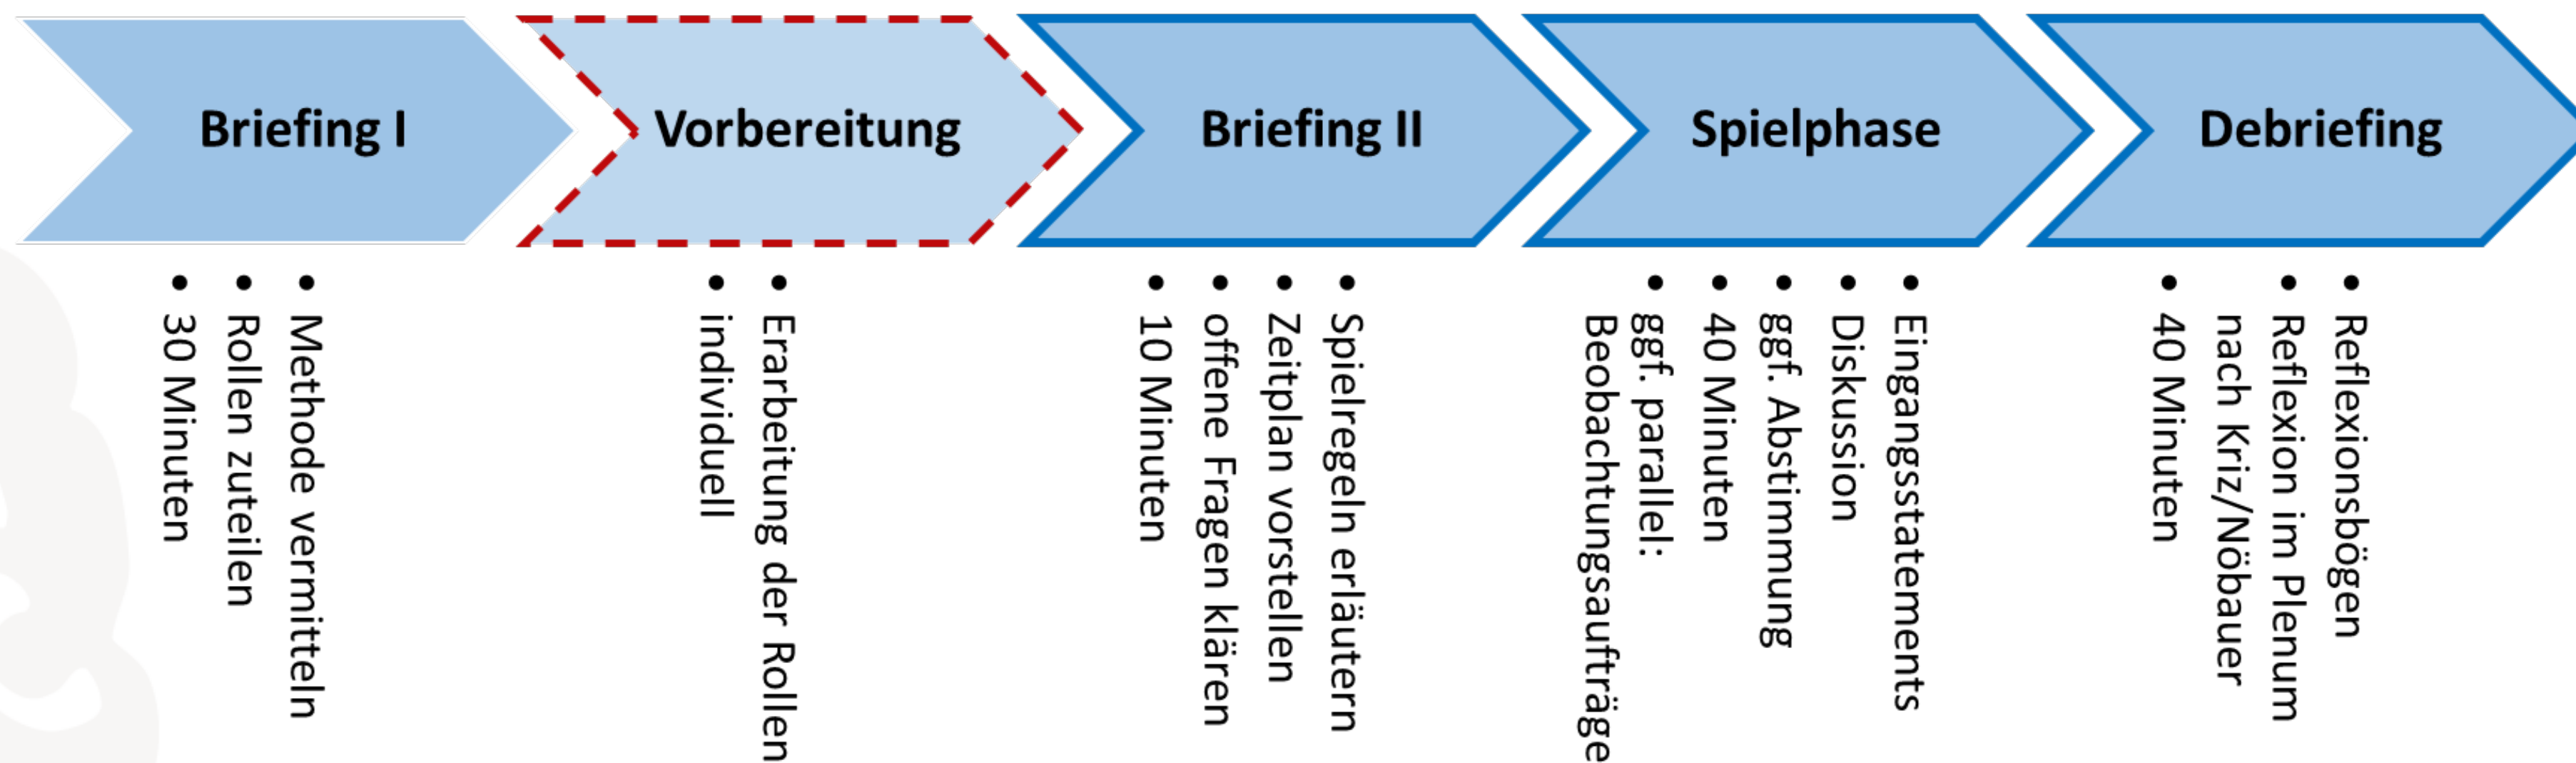 Briefing I
Methode vermitteln
Rollen zuteilen
30 Minuten
Vorbereitung
Erarbeitung der Rollen
individuell
Briefing II
Spielregeln erläutern
Zeitplan vorstellen
offene Fragen klären
10 Minuten
Spielphase
Eingangsstatements
Diskussion
ggf. Abstimmung
40 Minuten
ggf. parallel:
Beobachtungsaufträge
Debriefing
Reflexionsbögen
Reflexion im Plenum
nach Kriz/Nöbauer
40 Minuten